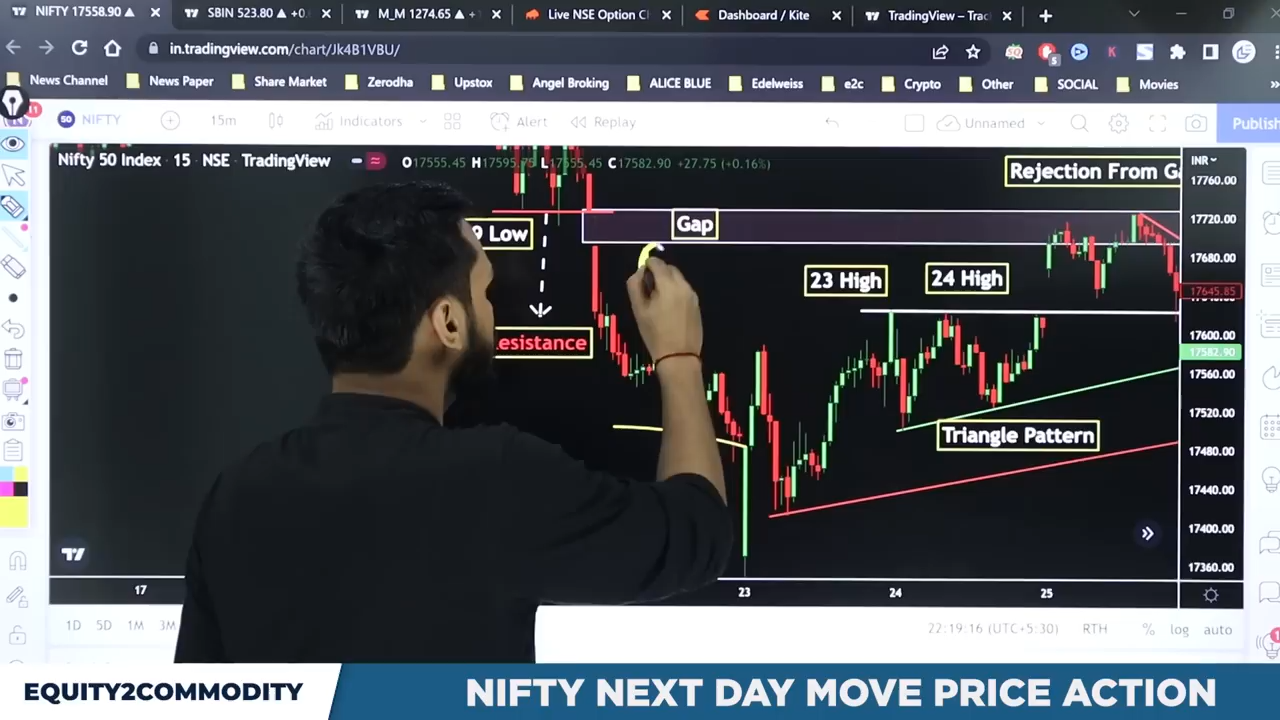 NIFTY 17558.90 ▲
SBIN 523.80 ▲ +0.
M_M 1274.65 ▲ +1
Live NSE Option C
Dashboard / Kite
TradingView – Trac
in.tradingview.com/chart/Jk4B1VBU/
News Channel
News Paper
Share Market
Zerodha
Upstox
Angel Broking
ALICE BLUE
Edelweiss
e2c
Crypto
Other
SOCIAL
Movies
50 NIFTY
15m
Indicators
Alert
Replay
Unnamed
Publish
Nifty 50 Index · 15 · NSE · TradingView
O17555.45 H17595.75 L17555.45 C17582.90 +27.75 (+0.16%)
INR
Rejection From Ga
17760.00
17720.00
17680.00
17645.85
17600.00
17582.90
17560.00
17520.00
17480.00
17440.00
17400.00
17360.00
9 Low
Gap
23 High
24 High
esistance
Triangle Pattern
17
23
24
25
1D 5D 1M 3M
22:19:16 (UTC+5:30)
RTH
% log auto
EQUITY2COMMODITY
NIFTY NEXT DAY MOVE PRICE ACTION